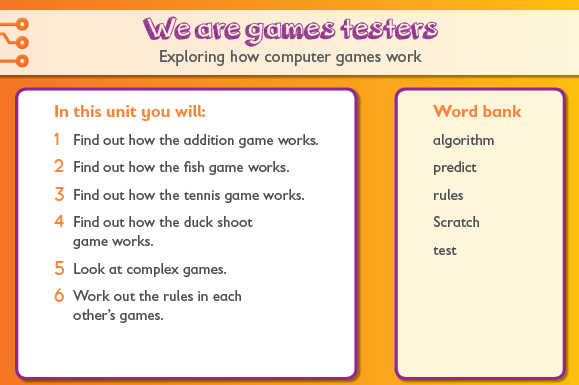 We are games testers
Exploring how computer games work
In this unit you will:
1 Find out how the addition game works.
2 Find out how the fish game works.
3 Find out how the tennis game works.
4 Find out how the duck shoot
game works.
5 Look at complex games.
6 Work out the rules in each
other's games.
Word bank
algorithm
predict
rules
Scratch
test